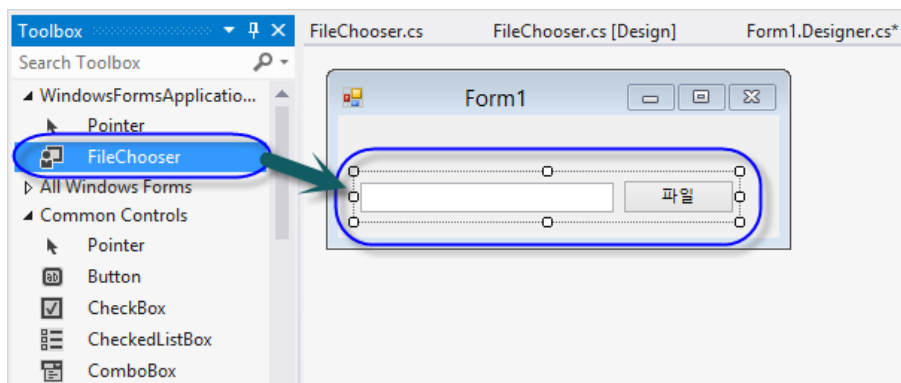 Toolbox
FileChooser.cs
FileChooser.cs [Design]
Form1.Designer.cs*
Search Toolbox
WindowsFormsApplicatio...
Pointer
FileChooser
All Windows Forms
Common Controls
Pointer
Button
CheckBox
CheckedListBox
ComboBox
Form1
파일
ab